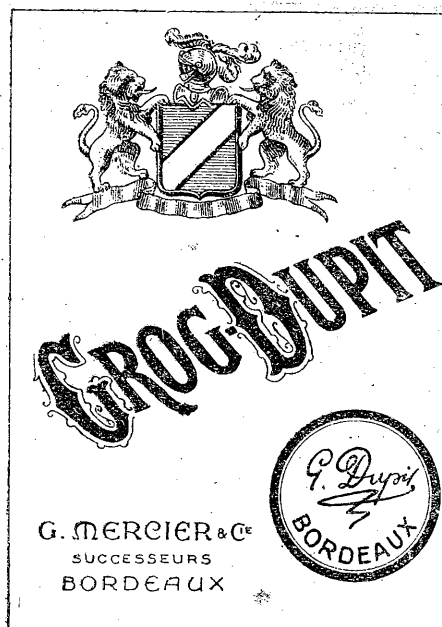 GROG-DUPIT
G. Dupit
BORDEAUX
G. MERCIER & CIE
SUCCESSEURS
BORDEAUX